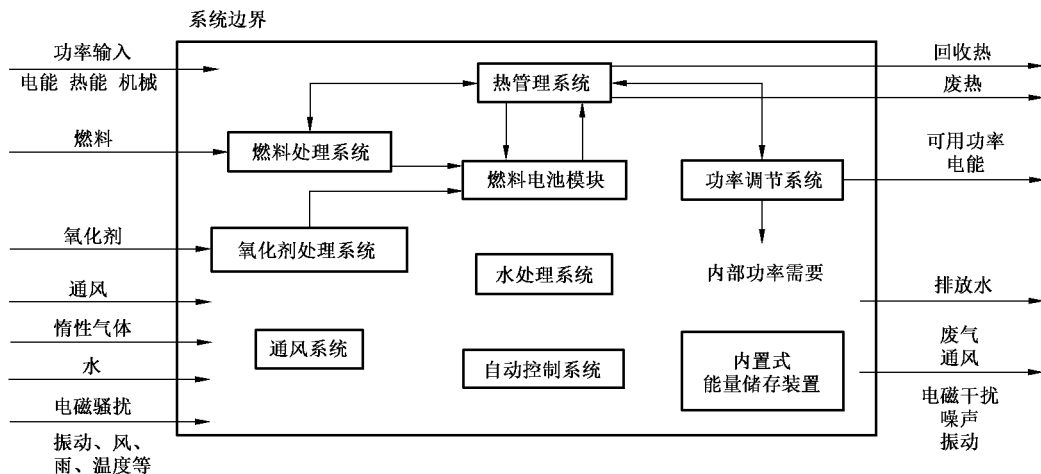 系统边界
功率输入
电能 热能 机械
燃料
氧化剂
通风
惰性气体
水
电磁骚扰
振动、风、
雨、温度等
热管理系统
燃料处理系统
燃料电池模块
功率调节系统
氧化剂处理系统
水处理系统
内部功率需要
通风系统
自动控制系统
内置式
能量储存装置
回收热
废热
可用功率
电能
排放水
废气
通风
电磁干扰
噪声
振动